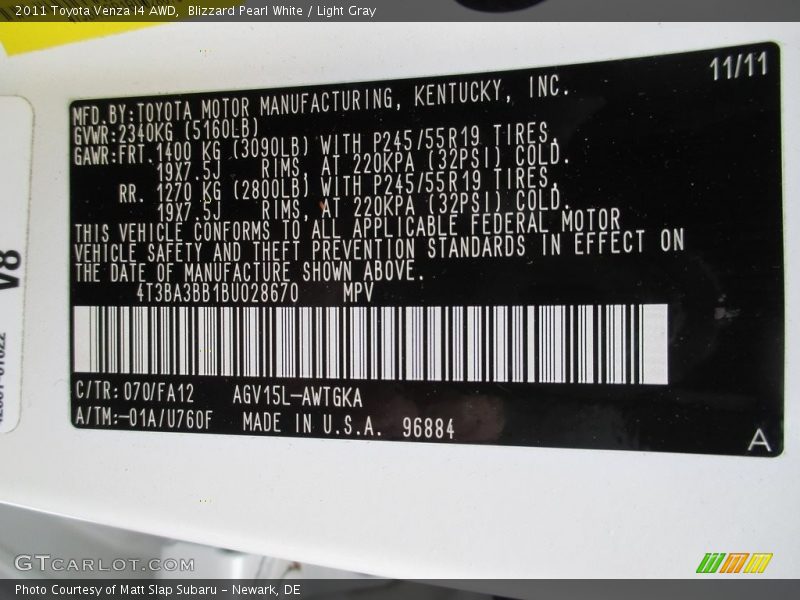 2011 Toyota Venza I4 AWD,  Blizzard Pearl White / Light Gray
11/11
MFD.BY:TOYOTA MOTOR MANUFACTURING, KENTUCKY, INC.
GVWR:2340KG (5160LB)
GAWR:FRT.1400 KG (3090LB) WITH P245/55R19 TIRES,
19X7.5J RIMS, AT 220KPA (32PSI) COLD.
RR. 1270 KG (2800LB) WITH P245/55R19 TIRES,
19X7.5J RIMS, AT 220KPA (32PSI) COLD.
THIS VEHICLE CONFORMS TO ALL APPLICABLE FEDERAL MOTOR
VEHICLE SAFETY AND THEFT PREVENTION STANDARDS IN EFFECT ON
THE DATE OF MANUFACTURE SHOWN ABOVE.
4T3BA3BB1BU028670 MPV
C/TR:070/FA12 AGV15L-AWTGKA
A/TM:-01A/U760F MADE IN U.S.A. 96884
A
V8
GTCARLOT.COM
Photo Courtesy of Matt Slap Subaru - Newark, DE